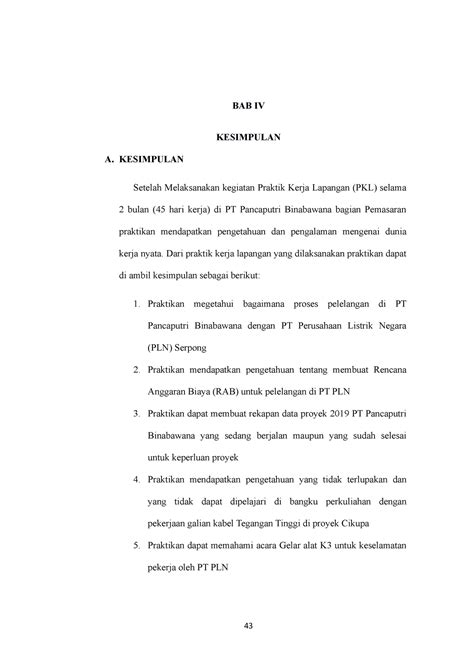 BAB IV
KESIMPULAN
A. KESIMPULAN
Setelah Melaksanakan kegiatan Praktik Kerja Lapangan (PKL) selama
2 bulan (45 hari kerja) di PT Pancaputri Binabawana bagian Pemasaran
praktikan mendapatkan pengetahuan dan pengalaman mengenai dunia
kerja nyata. Dari praktik kerja lapangan yang dilaksanakan praktikan dapat
di ambil kesimpulan sebagai berikut:
1. Praktikan megetahui bagaimana proses pelelangan di PT
Pancaputri Binabawana dengan PT Perusahaan Listrik Negara
(PLN) Serpong
2. Praktikan mendapatkan pengetahuan tentang membuat Rencana
Anggaran Biaya (RAB) untuk pelelangan di PT PLN
3. Praktikan dapat membuat rekapan data proyek 2019 PT Pancaputri
Binabawana yang sedang berjalan maupun yang sudah selesai
untuk keperluan proyek
4. Praktikan mendapatkan pengetahuan yang tidak terlupakan dan
yang tidak dapat dipelajari di bangku perkuliahan dengan
pekerjaan galian kabel Tegangan Tinggi di proyek Cikupa
5. Praktikan dapat memahami acara Gelar alat K3 untuk keselamatan
pekerja oleh PT PLN
43